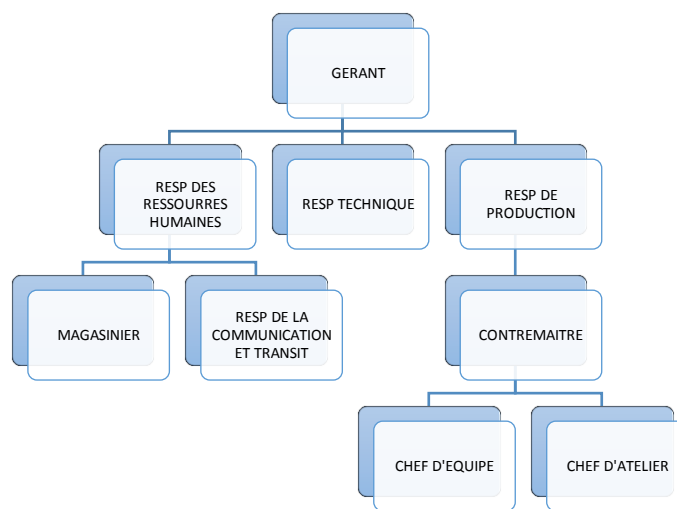 GERANT
RESP DES
RESSOURRES
HUMAINES
RESP TECHNIQUE
RESP DE
PRODUCTION
MAGASINIER
RESP DE LA
COMMUNICATION
ET TRANSIT
CONTREMAITRE
CHEF D'EQUIPE
CHEF D'ATELIER